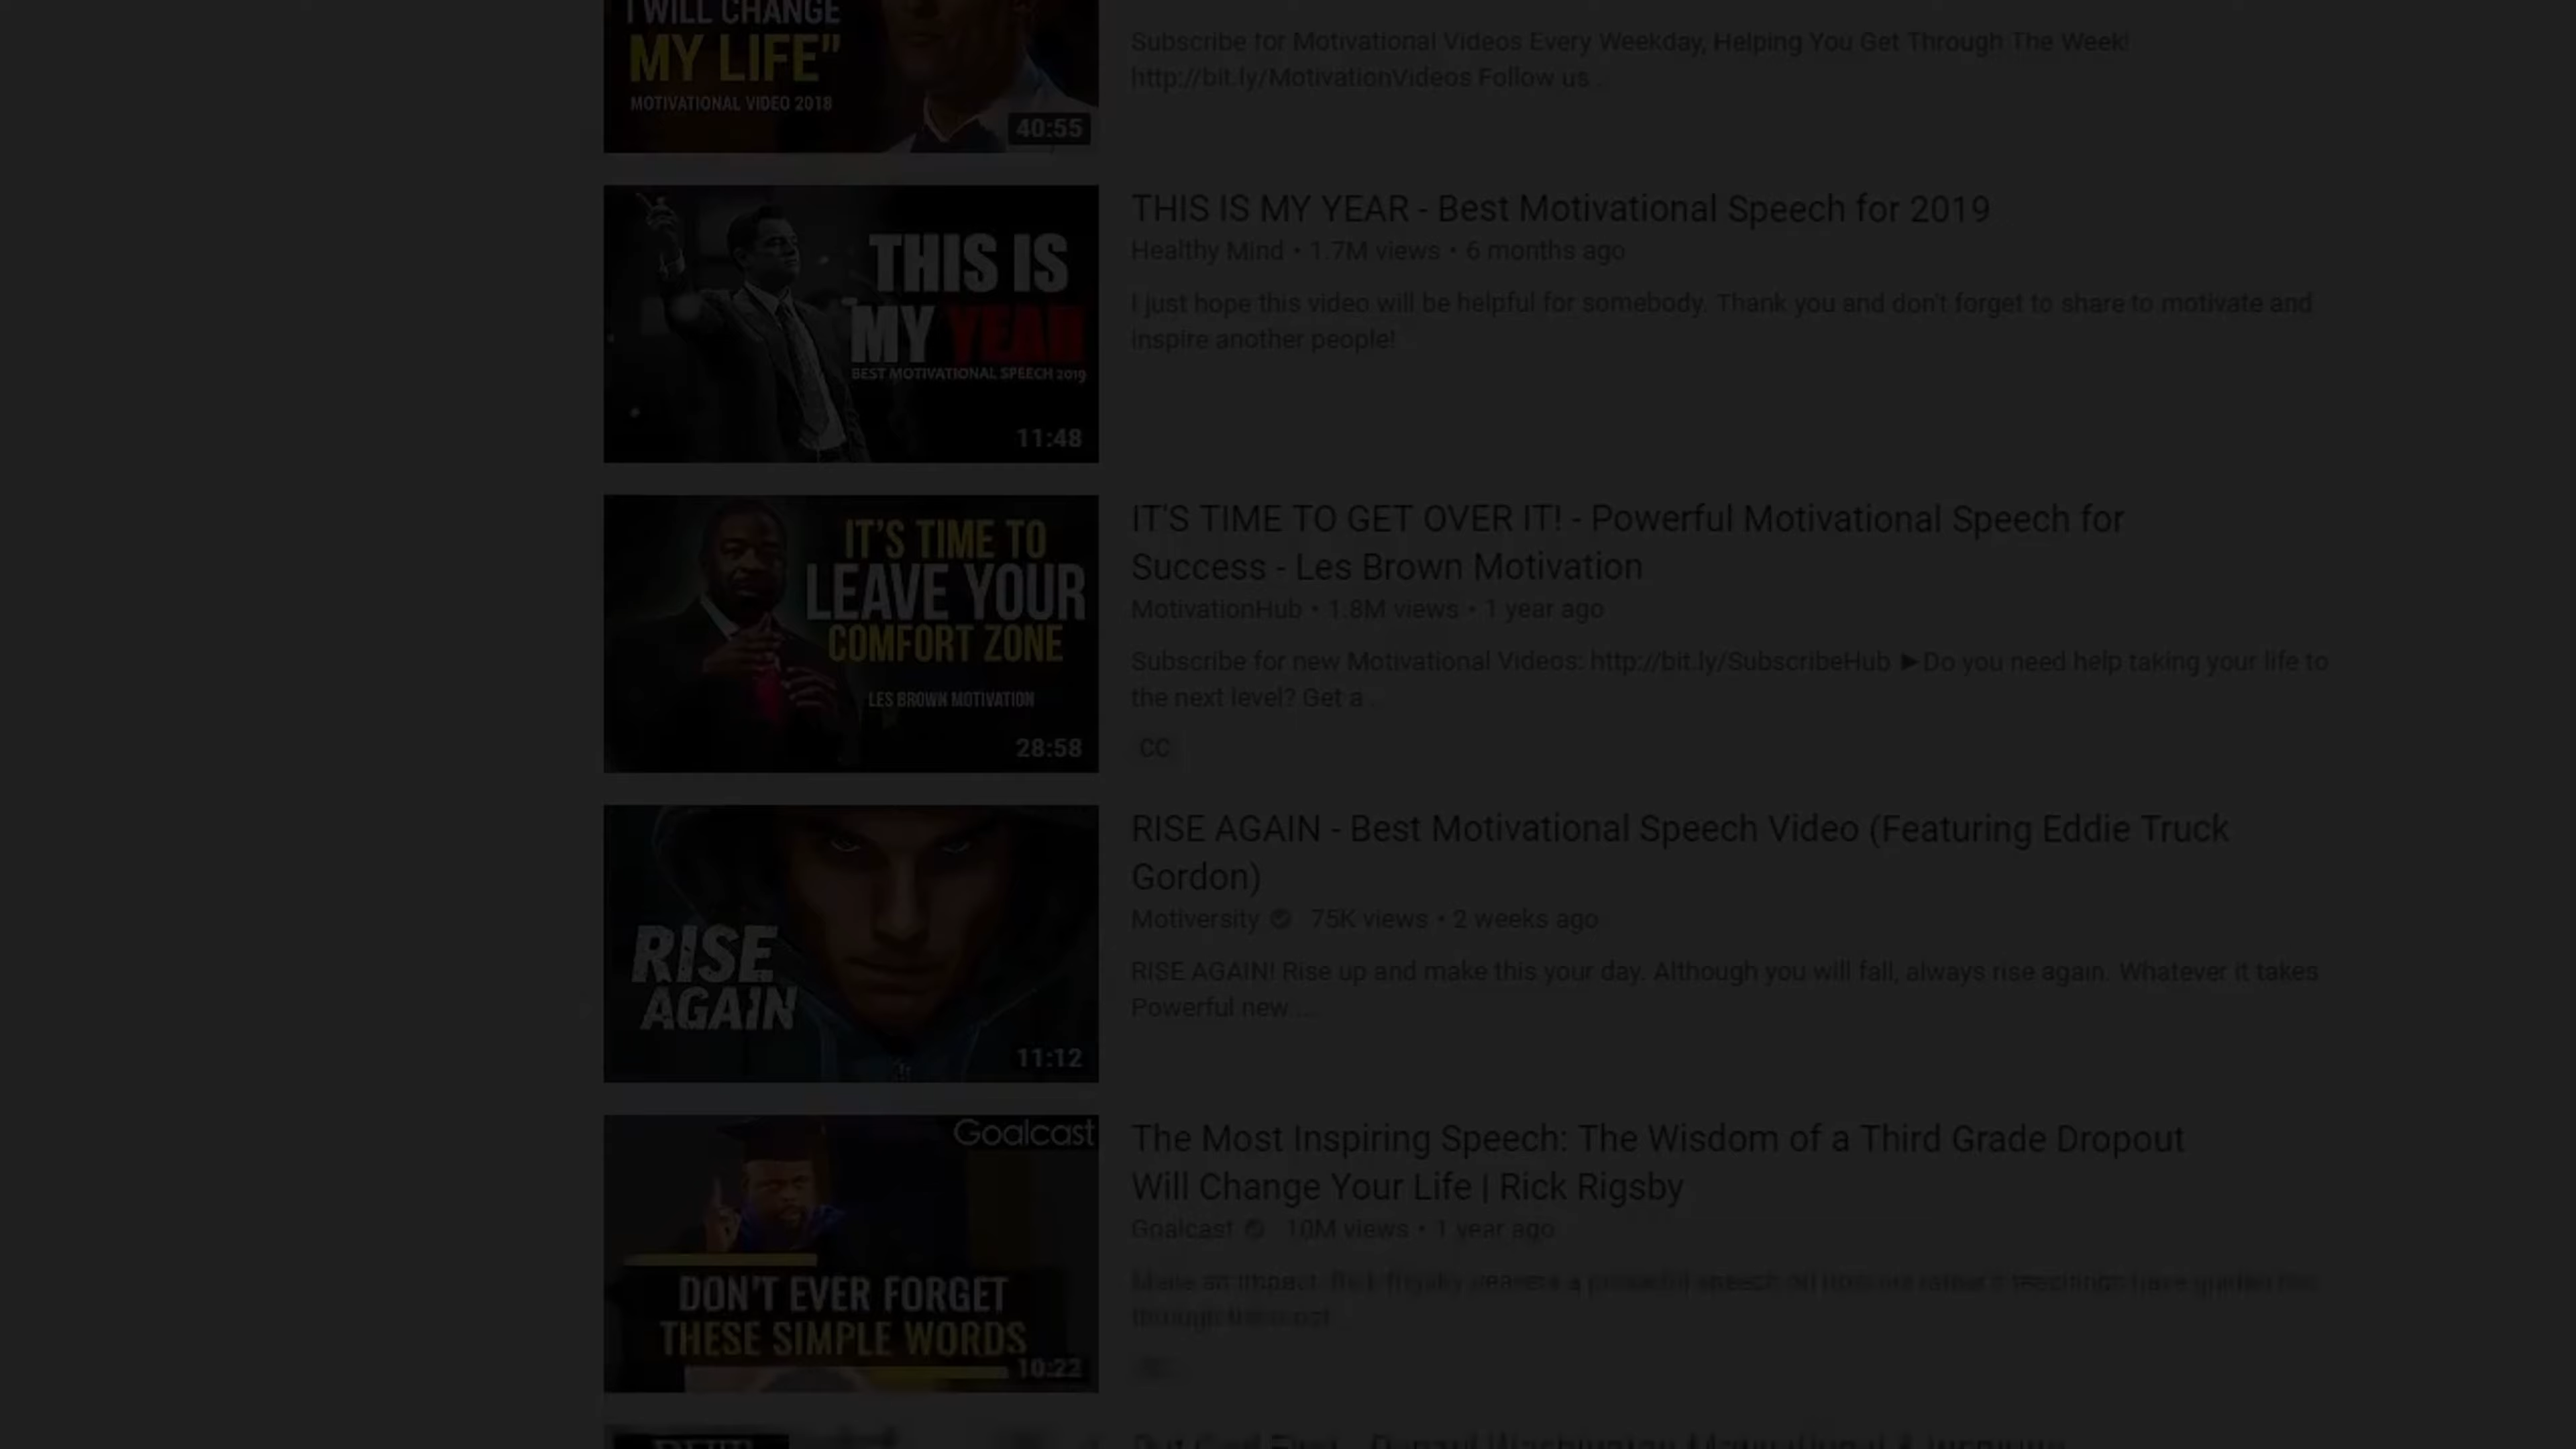 I WILL CHANGE
MY LIFE"
MOTIVATIONAL VIDEO 2018
40:55
Subscribe for Motivational Videos Every Weekday, Helping You Get Through The Week!
http://bit.ly/MotivationVideos Follow us ...
THIS IS
MY YEAR
BEST MOTIVATIONAL SPEECH 2019
11:48
THIS IS MY YEAR - Best Motivational Speech for 2019
Healthy Mind • 1.7M views • 6 months ago
I just hope this video will be helpful for somebody. Thank you and don't forget to share to motivate and
inspire another people!
IT'S TIME TO
LEAVE YOUR
COMFORT ZONE
LES BROWN MOTIVATION
28:58
IT'S TIME TO GET OVER IT! - Powerful Motivational Speech for
Success - Les Brown Motivation
MotivationHub • 1.8M views • 1 year ago
Subscribe for new Motivational Videos: http://bit.ly/SubscribeHub ►Do you need help taking your life to
the next level? Get a ...
CC
RISE
AGAIN
11:12
RISE AGAIN - Best Motivational Speech Video (Featuring Eddie Truck
Gordon)
Motiversity 75K views • 2 weeks ago
RISE AGAIN! Rise up and make this your day. Although you will fall, always rise again. Whatever it takes
Powerful new ...
Goalcast
DON'T EVER FORGET
THESE SIMPLE WORDS
10:22
The Most Inspiring Speech: The Wisdom of a Third Grade Dropout
Will Change Your Life | Rick Rigsby
Goalcast 10M views • 1 year ago
Make an impact. Rick Rigsby a powerful speech
through